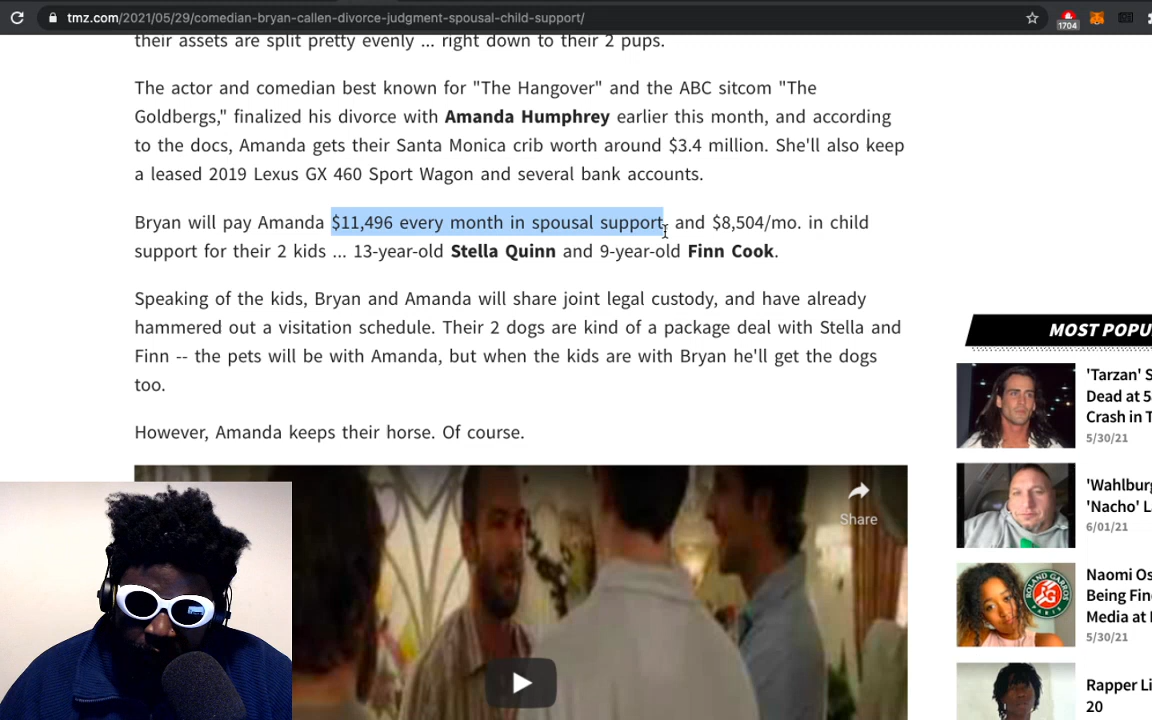 tmz.com/2021/05/29/comedian-bryan-callen-divorce-judgment-spousal-child-support/
1704
their assets are split pretty evenly ... right down to their 2 pups.
The actor and comedian best known for "The Hangover" and the ABC sitcom "The
Goldbergs," finalized his divorce with Amanda Humphrey earlier this month, and according
to the docs, Amanda gets their Santa Monica crib worth around $3.4 million. She'll also keep
a leased 2019 Lexus GX 460 Sport Wagon and several bank accounts.
Bryan will pay Amanda $11,496 every month in spousal support, and $8,504/mo. in child
support for their 2 kids ... 13-year-old Stella Quinn and 9-year-old Finn Cook.
Speaking of the kids, Bryan and Amanda will share joint legal custody, and have already
hammered out a visitation schedule. Their 2 dogs are kind of a package deal with Stella and
Finn -- the pets will be with Amanda, but when the kids are with Bryan he'll get the dogs
too.
However, Amanda keeps their horse. Of course.
Share
MOST POPU
'Tarzan' S
Dead at 5
Crash in T
5/30/21
'Wahlburg
'Nacho' L
6/01/21
ROLAND GARROS
Naomi Os
Being Fin
Media at
5/30/21
Rapper Li
20